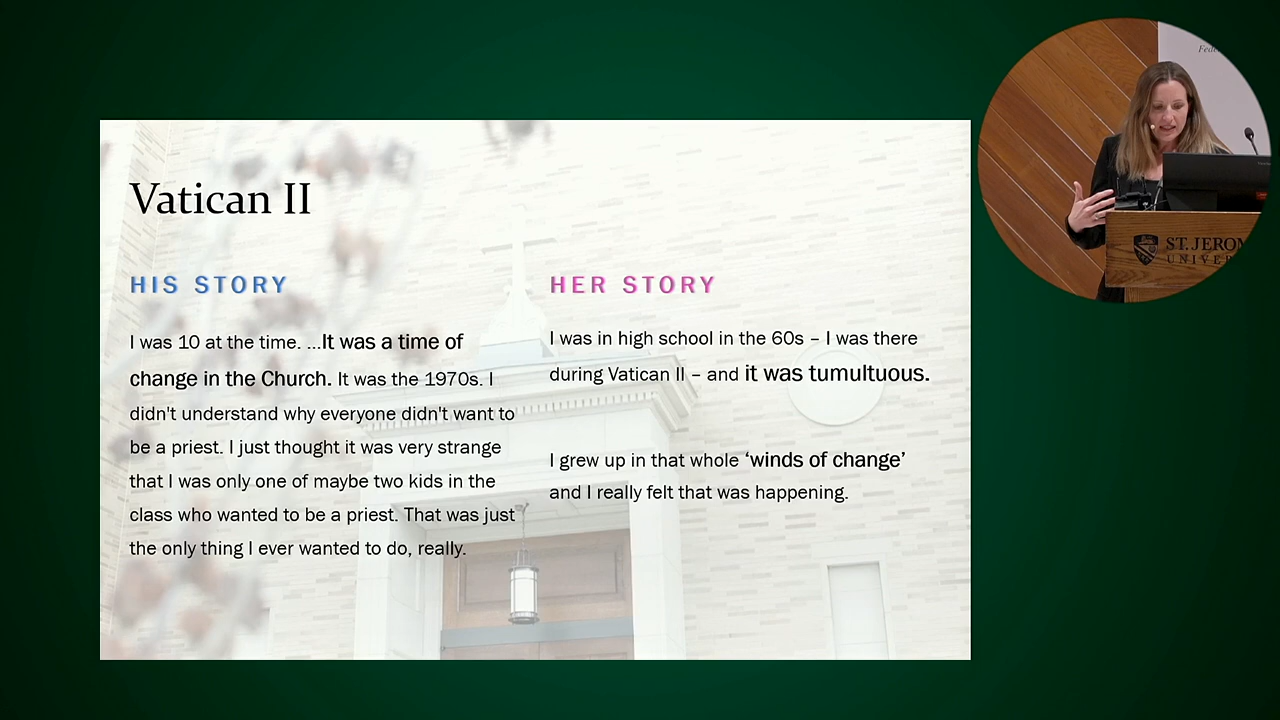 Vatican II
HIS STORY
I was 10 at the time. ...It was a time of
change in the Church. It was the 1970s. I
didn't understand why everyone didn't want to
be a priest. I just thought it was very strange
that I was only one of maybe two kids in the
class who wanted to be a priest. That was just
the only thing I ever wanted to do, really.
HER STORY
I was in high school in the 60s – I was there
during Vatican II – and it was tumultuous.
I grew up in that whole ‘winds of change’
and I really felt that was happening.
ST. JEROM
UNIVER